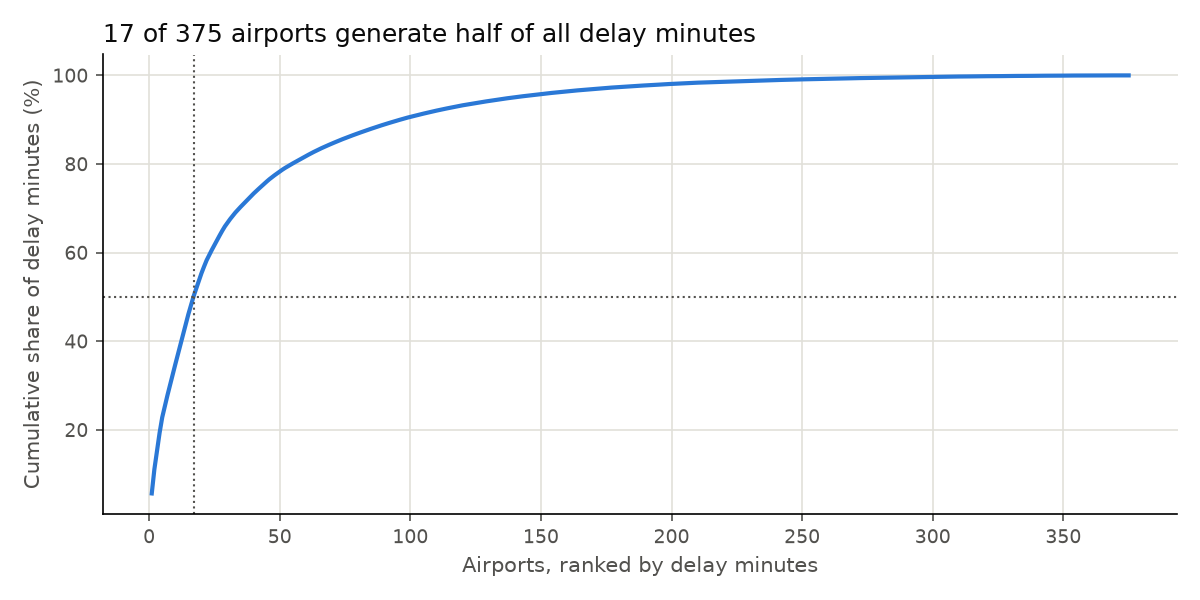 17 of 375 airports generate half of all delay minutes
Cumulative share of delay minutes (%)
100
80
60
40
20
0 50 100 150 200 250 300 350
Airports, ranked by delay minutes